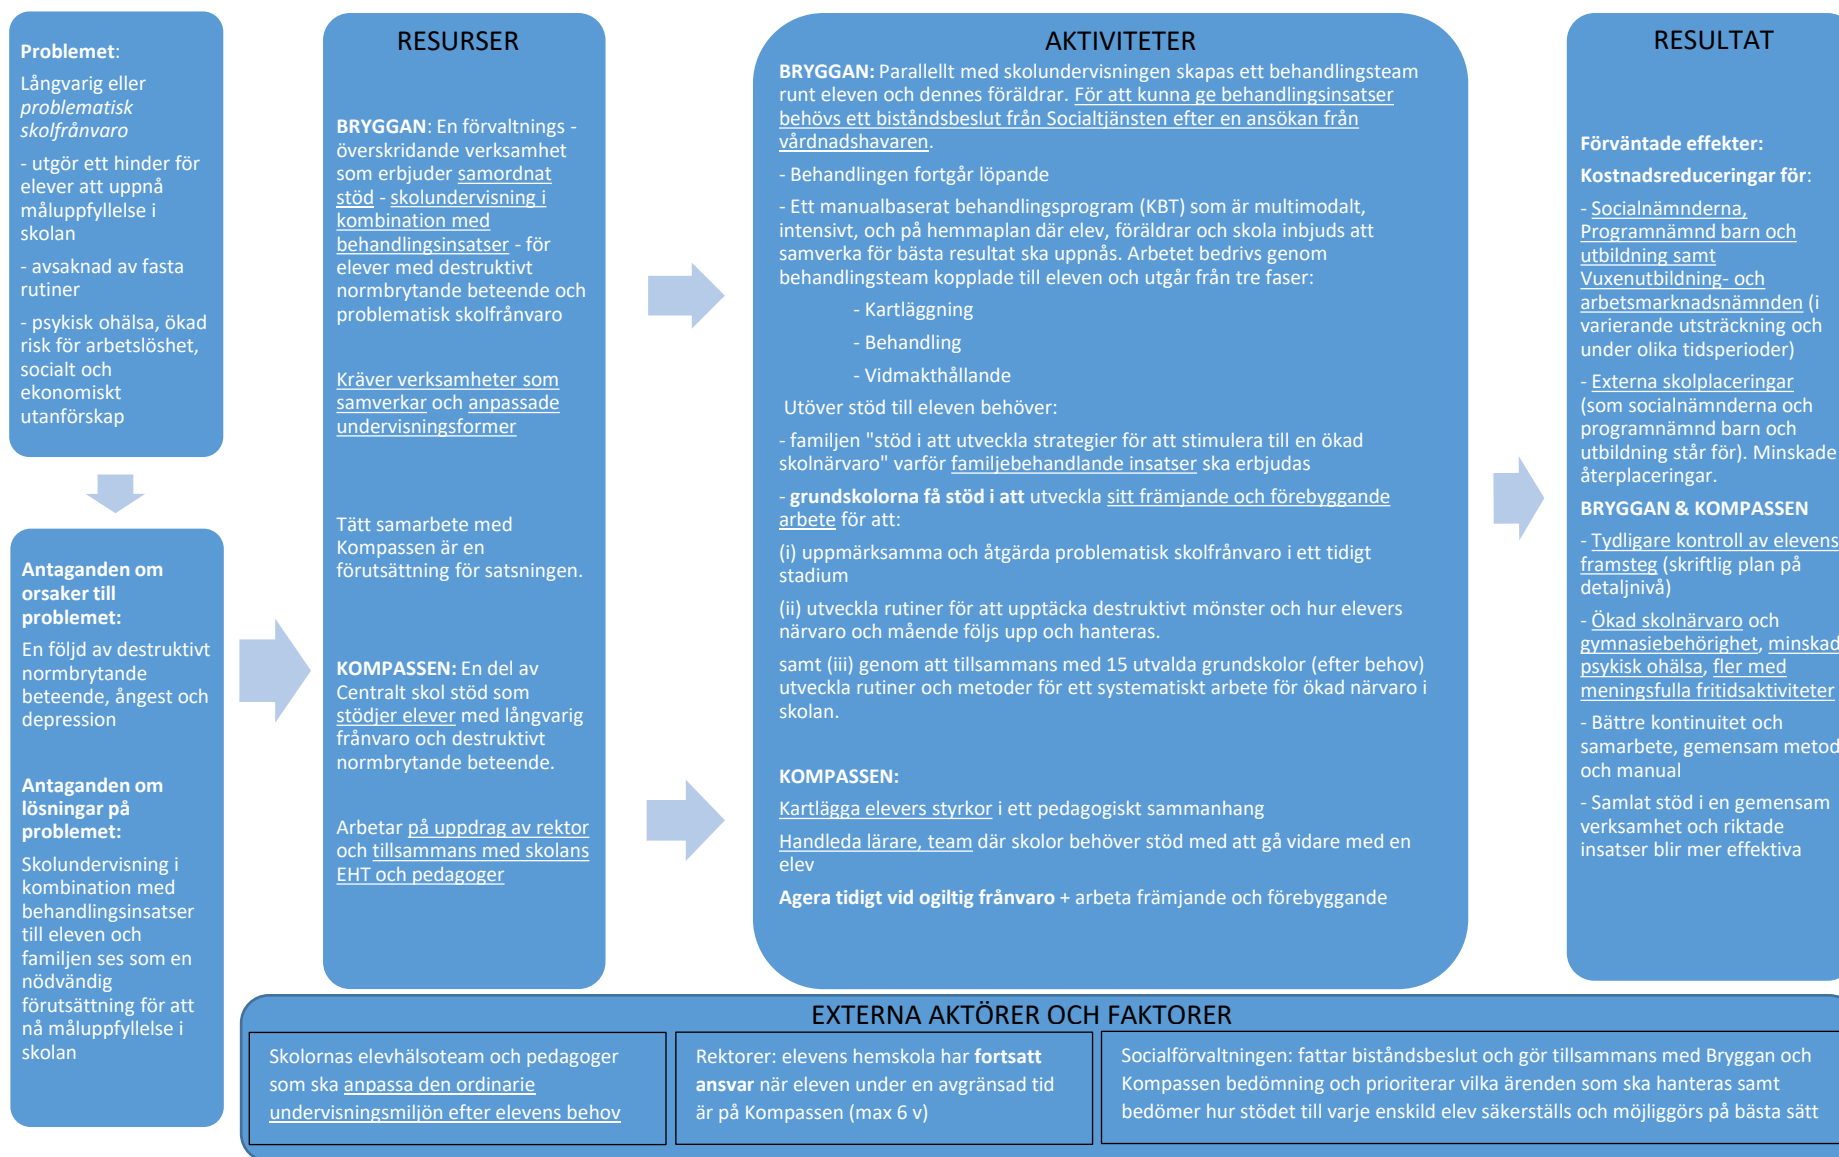 Problemet:
Långvarig eller
problematisk
skolfrånvaro
- utgör ett hinder för
elever att uppnå
måluppfyllelse i
skolan
- avsaknad av fasta
rutiner
- psykisk ohälsa, ökad
risk för arbetslöshet,
socialt och
ekonomiskt
utanförskap
Antaganden om
orsaker till
problemet:
En följd av destruktivt
normbrytande
beteende, ångest och
depression
Antaganden om
lösningar på
problemet:
Skolundervisning i
kombination med
behandlingsinsatser
till eleven och
familjen ses som en
nödvändig
förutsättning för att
nå måluppfyllelse i
skolan
RESURSER
BRYGGAN: En förvaltnings -
överskridande verksamhet
som erbjuder samordnat
stöd - skolundervisning i
kombination med
behandlingsinsatser - för
elever med destruktivt
normbrytande beteende och
problematisk skolfrånvaro
Kräver verksamheter som
samverkar och anpassade
undervisningsformer
Tätt samarbete med
Kompassen är en
förutsättning för satsningen.
KOMPASSEN: En del av
Centralt skol stöd som
stödjer elever med långvarig
frånvaro och destruktivt
normbrytande beteende.
Arbetar på uppdrag av rektor
och tillsammans med skolans
EHT och pedagoger
AKTIVITETER
BRYGGAN: Parallellt med skolundervisningen skapas ett behandlingsteam
runt eleven och dennes föräldrar. För att kunna ge behandlingsinsatser
behövs ett biståndsbeslut från Socialtjänsten efter en ansökan från
vårdnadshavaren.
- Behandlingen fortgår löpande
- Ett manualbaserat behandlingsprogram (KBT) som är multimodalt,
intensivt, och på hemmaplan där elev, föräldrar och skola inbjuds att
samverka för bästa resultat ska uppnås. Arbetet bedrivs genom
behandlingsteam kopplade till eleven och utgår från tre faser:
- Kartläggning
- Behandling
- Vidmakthållande
Utöver stöd till eleven behöver:
- familjen "stöd i att utveckla strategier för att stimulera till en ökad
skolnärvaro" varför familjebehandlande insatser ska erbjudas
- grundskolorna få stöd i att utveckla sitt främjande och förebyggande
arbete för att:
(i) uppmärksamma och åtgärda problematisk skolfrånvaro i ett tidigt
stadium
(ii) utveckla rutiner för att upptäcka destruktivt mönster och hur elevers
närvaro och mående följs upp och hanteras.
samt (iii) genom att tillsammans med 15 utvalda grundskolor (efter behov)
utveckla rutiner och metoder för ett systematiskt arbete för ökad närvaro i
skolan.
KOMPASSEN:
Kartlägga elevers styrkor i ett pedagogiskt sammanhang
Handleda lärare, team där skolor behöver stöd med att gå vidare med en
elev
Agera tidigt vid ogiltig frånvaro + arbeta främjande och förebyggande
RESULTAT
Förväntade effekter:
Kostnadsreduceringar för:
- Socialnämnderna,
Programnämnd barn och
utbildning samt
Vuxenutbildning- och
arbetsmarknadsnämnden (i
varierande utsträckning och
under olika tidsperioder)
- Externa skolplaceringar
(som socialnämnderna och
programnämnd barn och
utbildning står för). Minskade
återplaceringar.
BRYGGAN & KOMPASSEN
- Tydligare kontroll av elevens
framsteg (skriftlig plan på
detaljnivå)
- Ökad skolnärvaro och
gymnasiebehörighet, minskad
psykisk ohälsa, fler med
meningsfulla fritidsaktiviteter
- Bättre kontinuitet och
samarbete, gemensam metod
och manual
- Samlat stöd i en gemensam
verksamhet och riktade
insatser blir mer effektiva
EXTERNA AKTÖRER OCH FAKTORER
Skolornas elevhälsoteam och pedagoger
som ska anpassa den ordinarie
undervisningsmiljön efter elevens behov
Rektorer: elevens hemskola har fortsatt
ansvar när eleven under en avgränsad tid
är på Kompassen (max 6 v)
Socialförvaltningen: fattar biståndsbeslut och gör tillsammans med Bryggan och
Kompassen bedömning och prioriterar vilka ärenden som ska hanteras samt
bedömer hur stödet till varje enskild elev säkerställs och möjliggörs på bästa sätt